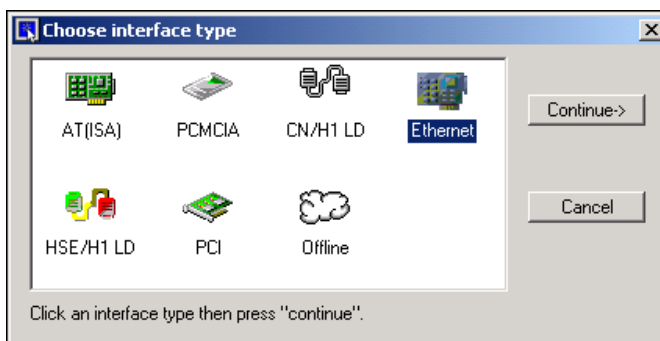 Choose interface type
AT(ISA) PCMCIA CN/H1 LD Ethernet
Continue->
HSE/H1 LD PCI Offline
Cancel
Click an interface type then press "continue".